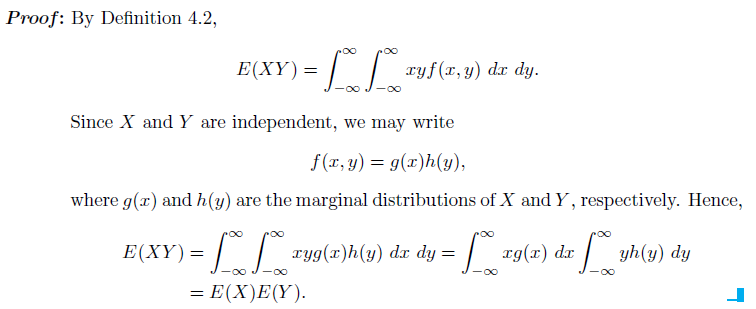 Proof: By Definition 4.2,
E(XY) = ∫_{-∞}^{∞} ∫_{-∞}^{∞} xyf(x, y) dx dy.
Since X and Y are independent, we may write
f(x, y) = g(x)h(y),
where g(x) and h(y) are the marginal distributions of X and Y, respectively. Hence,
E(XY) = ∫_{-∞}^{∞} ∫_{-∞}^{∞} xyg(x)h(y) dx dy = ∫_{-∞}^{∞} xg(x) dx ∫_{-∞}^{∞} yh(y) dy
= E(X)E(Y).